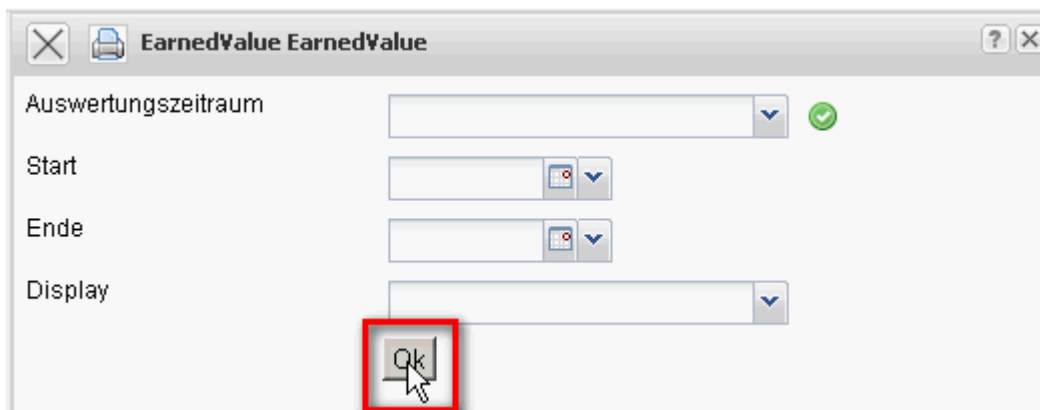 EarnedValue EarnedValue
?
Auswertungszeitraum
Start
Ende
Display
Ok